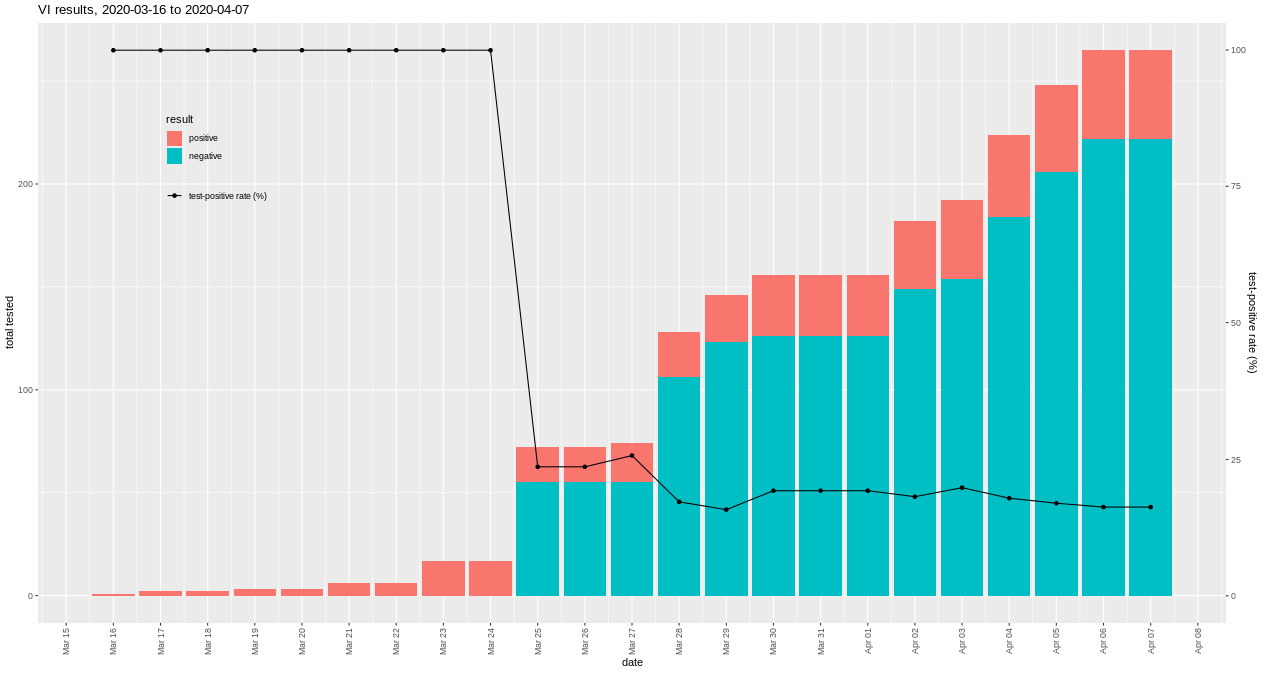 VI results, 2020-03-16 to 2020-04-07
result
positive
negative
test-positive rate (%)
total tested
200
100
0
100
75
50
25
0
test-positive rate (%)
Mar 15
Mar 16
Mar 17
Mar 18
Mar 19
Mar 20
Mar 21
Mar 22
Mar 23
Mar 24
Mar 25
Mar 26
Mar 27
Mar 28
Mar 29
Mar 30
Mar 31
Apr 01
Apr 02
Apr 03
Apr 04
Apr 05
Apr 06
Apr 07
Apr 08
date